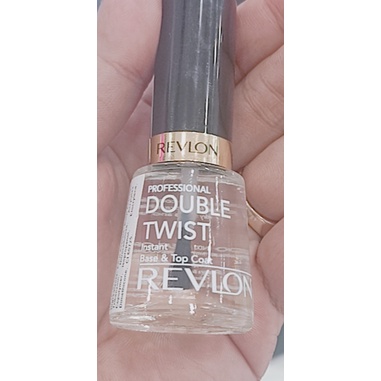 REVLON
PROFESSIONAL
DOUBLE
TWIST
Instant
Base & Top Coat
REVLON